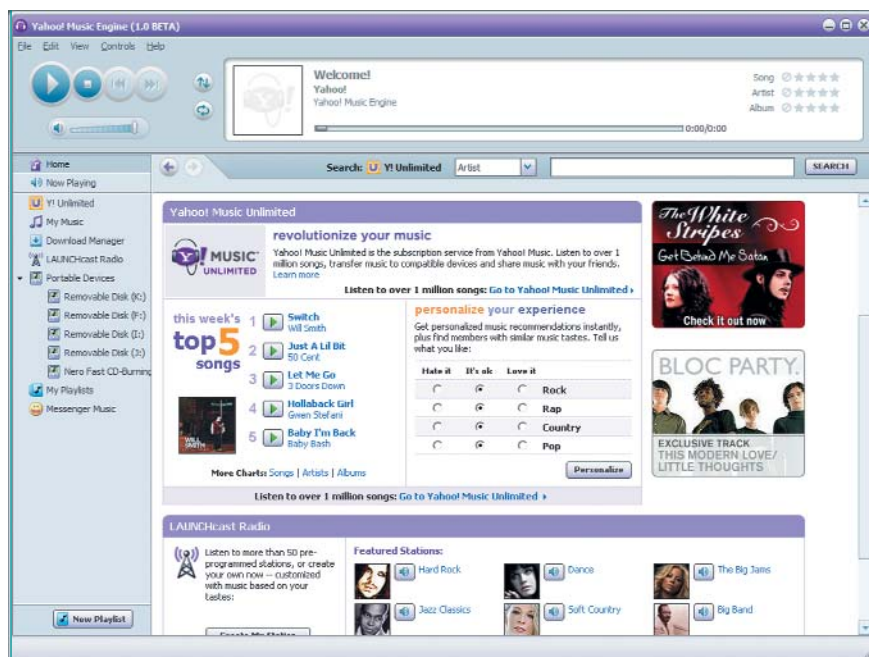 Yahoo! Music Engine (1.0 BETA)
File Edit View Controls Help
Welcome!
Yahoo!
Yahoo! Music Engine
Song
Artist
Album
0:00/0:00
Home
Now Playing
Y! Unlimited
My Music
Download Manager
LAUNCHcast Radio
Portable Devices
Removable Disk (K:)
Removable Disk (F:)
Removable Disk (I:)
Removable Disk (J:)
Nero Fast CD-Burning
My Playlists
Messenger Music
New Playlist
Search: Y! Unlimited Artist SEARCH
Yahoo! Music Unlimited
Y! MUSIC
UNLIMITED
revolutionize your music
Yahoo! Music Unlimited is the subscription service from Yahoo! Music. Listen to over 1
million songs, transfer music to compatible devices and share music with your friends.
Learn more
Listen to over 1 million songs: Go to Yahoo! Music Unlimited
this week's
top 5
songs
1 Switch
Will Smith
2 Just A Lil Bit
50 Cent
3 Let Me Go
3 Doors Down
4 Hollaback Girl
Gwen Stefani
5 Baby I'm Back
Baby Bash
WILL
SMITH
More Charts: Songs | Artists | Albums
personalize your experience
Get personalized music recommendations instantly,
plus find members with similar music tastes. Tell us
what you like:
Hate it It's ok Love it
Rock
Rap
Country
Pop
Personalize
Listen to over 1 million songs: Go to Yahoo! Music Unlimited
The White
Stripes
Get Behind Me Satan
Check it out now
BLOC PARTY.
EXCLUSIVE TRACK
THIS MODERN LOVE/
LITTLE THOUGHTS
LAUNCHcast Radio
Listen to more than 50 pre-
programmed stations, or create
your own now -- customized
with music based on your
tastes:
Create My Station
Featured Stations:
Hard Rock Dance The Big Jams
Jazz Classics Soft Country Big Band